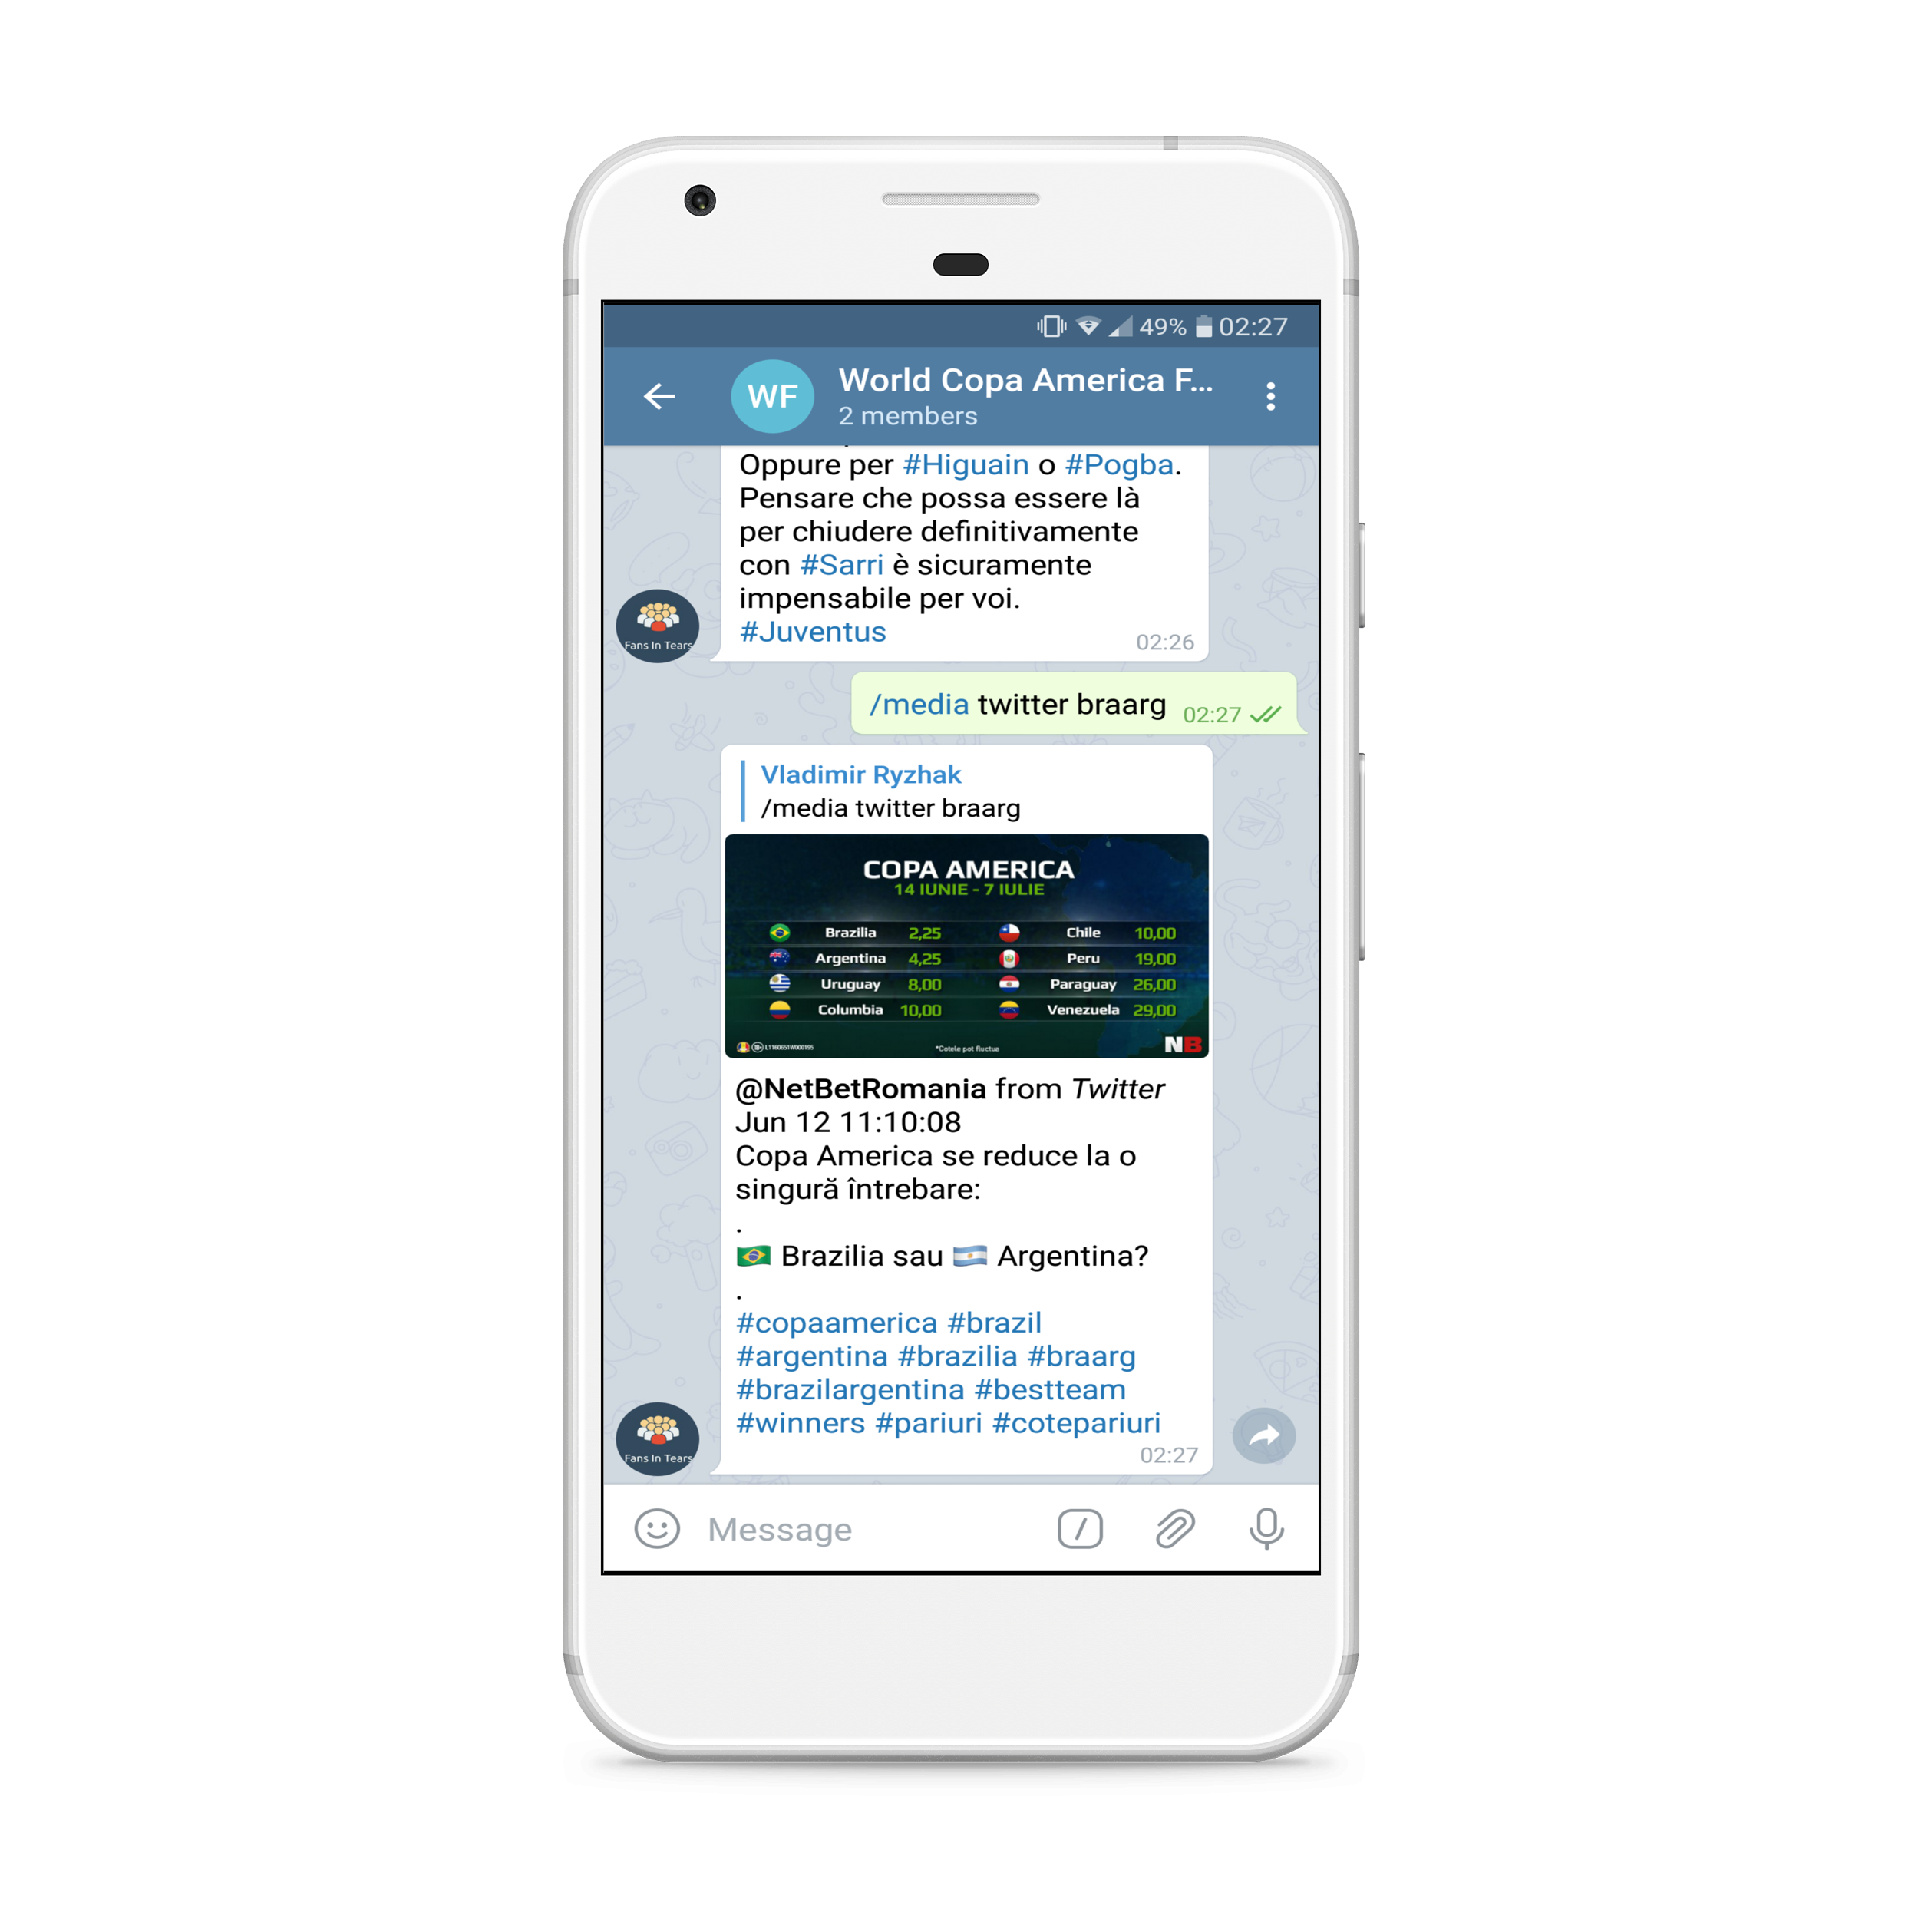 49% 02:27
WF
World Copa America F...
2 members
Oppure per #Higuain o #Pogba.
Pensare che possa essere là
per chiudere definitivamente
con #Sarri è sicuramente
impensabile per voi.
#Juventus
02:26
Fans In Tears
/media twitter braarg
02:27
Vladimir Ryzhak
/media twitter braarg
COPA AMERICA
14 IUNIE - 7 IULIE
Brazilia 2,25 Chile 10,00
Argentina 4,25 Peru 19,00
Uruguay 8,00 Paraguay 26,00
Columbia 10,00 Venezuela 29,00
*Cotele pot fluctua
NB
@NetBetRomania from Twitter
Jun 12 11:10:08
Copa America se reduce la o
singură întrebare:
.
Brazilia sau Argentina?
.
#copaamerica #brazil
#argentina #brazilia #braarg
#brazilargentina #bestteam
#winners #pariuri #cotepariuri
02:27
Fans In Tears
Message